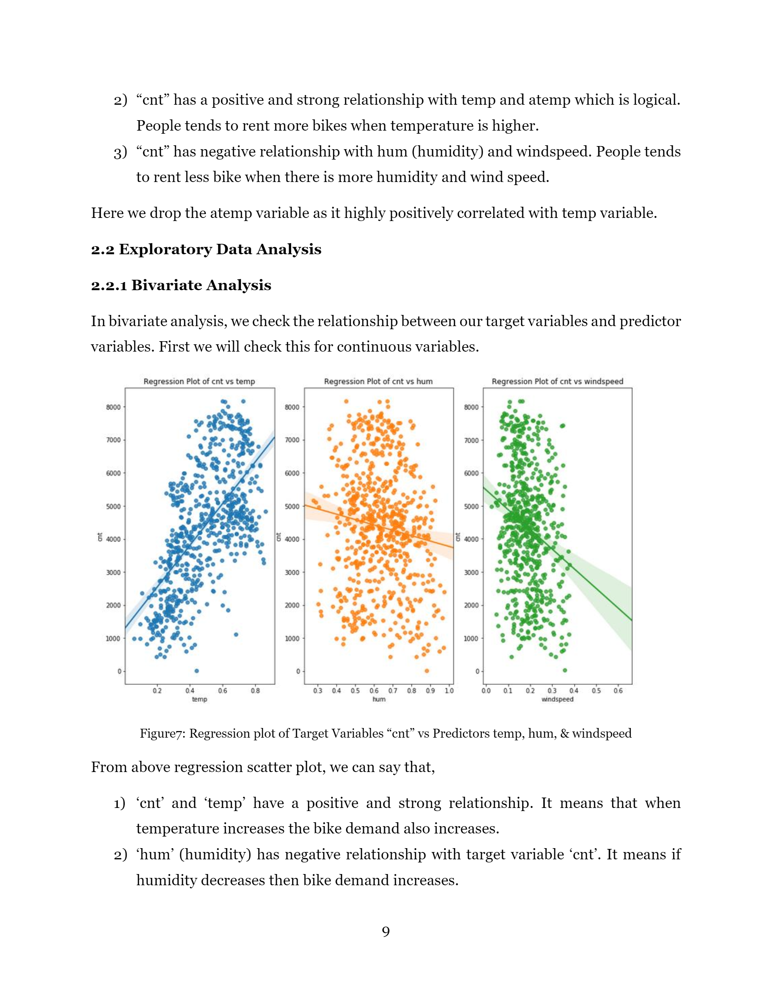 2) “cnt” has a positive and strong relationship with temp and atemp which is logical.
People tends to rent more bikes when temperature is higher.
3) “cnt” has negative relationship with hum (humidity) and windspeed. People tends
to rent less bike when there is more humidity and wind speed.
Here we drop the atemp variable as it highly positively correlated with temp variable.
2.2 Exploratory Data Analysis
2.2.1 Bivariate Analysis
In bivariate analysis, we check the relationship between our target variables and predictor
variables. First we will check this for continuous variables.
Regression Plot of cnt vs temp
8000
7000
6000
5000
4000
3000
2000
1000
0
cnt
0.2 0.4 0.6 0.8
temp
Regression Plot of cnt vs hum
8000
7000
6000
5000
4000
3000
2000
1000
0
cnt
0.3 0.4 0.5 0.6 0.7 0.8 0.9 1.0
hum
Regression Plot of cnt vs windspeed
8000
7000
6000
5000
4000
3000
2000
1000
0
cnt
0.0 0.1 0.2 0.3 0.4 0.5 0.6
windspeed
Figure7: Regression plot of Target Variables “cnt” vs Predictors temp, hum, & windspeed
From above regression scatter plot, we can say that,
1) ‘cnt’ and ‘temp’ have a positive and strong relationship. It means that when
temperature increases the bike demand also increases.
2) ‘hum’ (humidity) has negative relationship with target variable ‘cnt’. It means if
humidity decreases then bike demand increases.
9